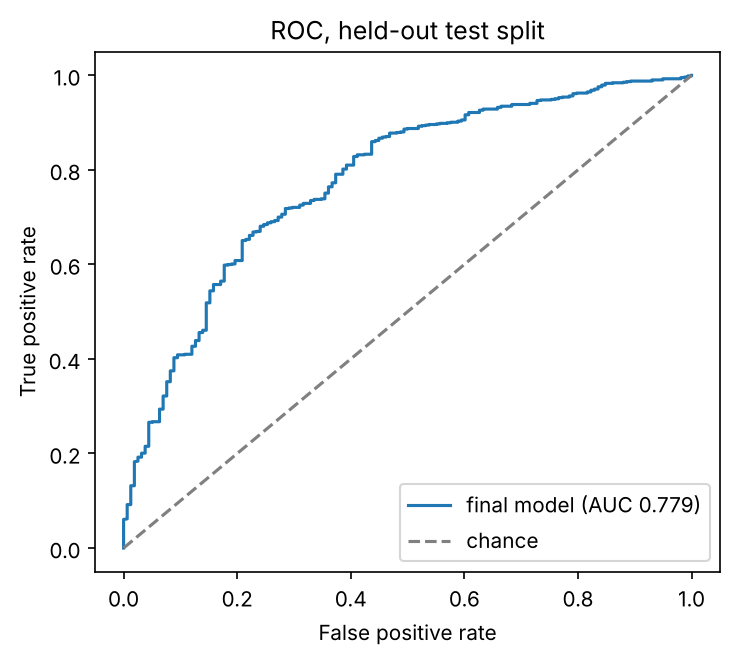 ROC, held-out test split
1.0
0.8
0.6
0.4
0.2
0.0
True positive rate
final model (AUC 0.779)
chance
0.0 0.2 0.4 0.6 0.8 1.0
False positive rate